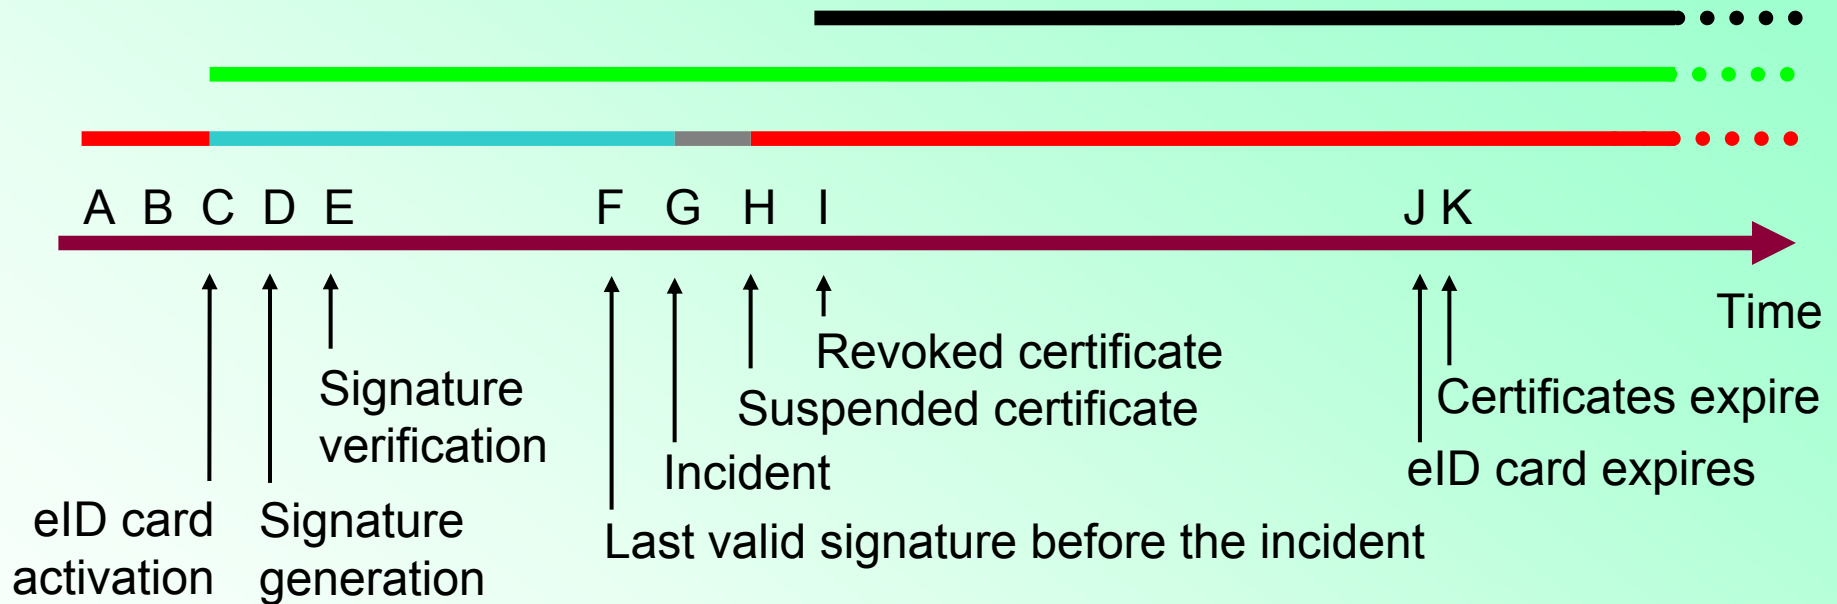 A B C D E F G H I J K
Time
Revoked certificate
Suspended certificate
Signature
verification
Certificates expire
Incident
eID card expires
eID card
activation
Signature
generation
Last valid signature before the incident